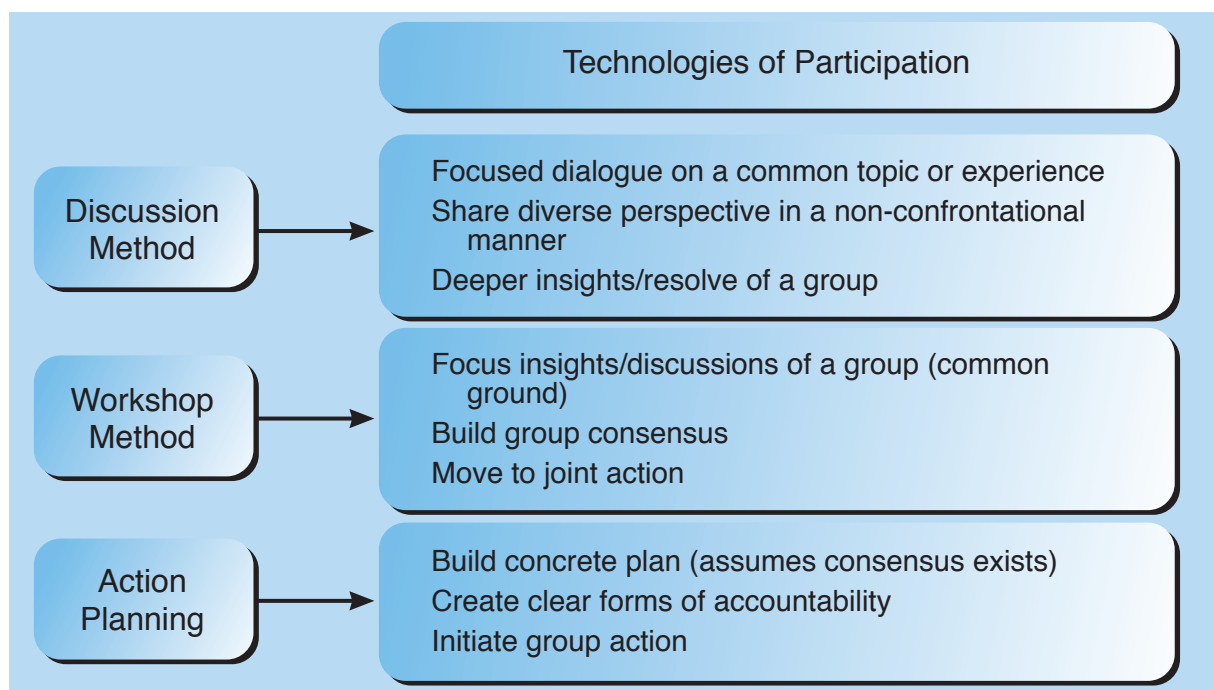 Technologies of Participation
Discussion
Method
Focused dialogue on a common topic or experience
Share diverse perspective in a non-confrontational
manner
Deeper insights/resolve of a group
Workshop
Method
Focus insights/discussions of a group (common
ground)
Build group consensus
Move to joint action
Action
Planning
Build concrete plan (assumes consensus exists)
Create clear forms of accountability
Initiate group action